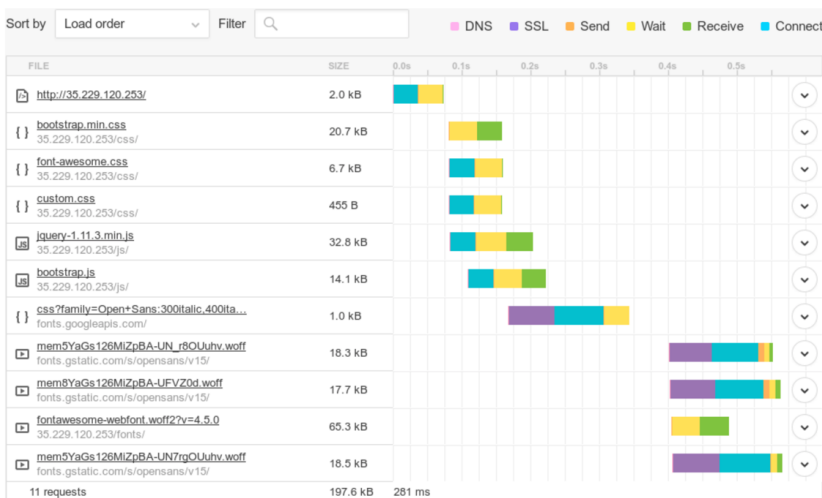 Sort by Load order Filter DNS SSL Send Wait Receive Connect
FILE SIZE 0.0s 0.1s 0.2s 0.3s 0.4s 0.5s
http://35.229.120.253/ 2.0 kB
bootstrap.min.css
35.229.120.253/css/ 20.7 kB
font-awesome.css
35.229.120.253/css/ 6.7 kB
custom.css
35.229.120.253/css/ 455 B
jquery-1.11.3.min.js
35.229.120.253/js/ 32.8 kB
bootstrap.js
35.229.120.253/js/ 14.1 kB
css?family=Open+Sans:300italic,400ita...
fonts.googleapis.com/ 1.0 kB
mem5YaGs126MiZpBA-UN_r8OUuhv.woff
fonts.gstatic.com/s/opensans/v15/ 18.3 kB
mem8YaGs126MiZpBA-UFVZ0d.woff
fonts.gstatic.com/s/opensans/v15/ 17.7 kB
fontawesome-webfont.woff2?v=4.5.0
35.229.120.253/fonts/ 65.3 kB
mem5YaGs126MiZpBA-UN7rgOUuhv.woff
fonts.gstatic.com/s/opensans/v15/ 18.5 kB
11 requests 197.6 kB 281 ms